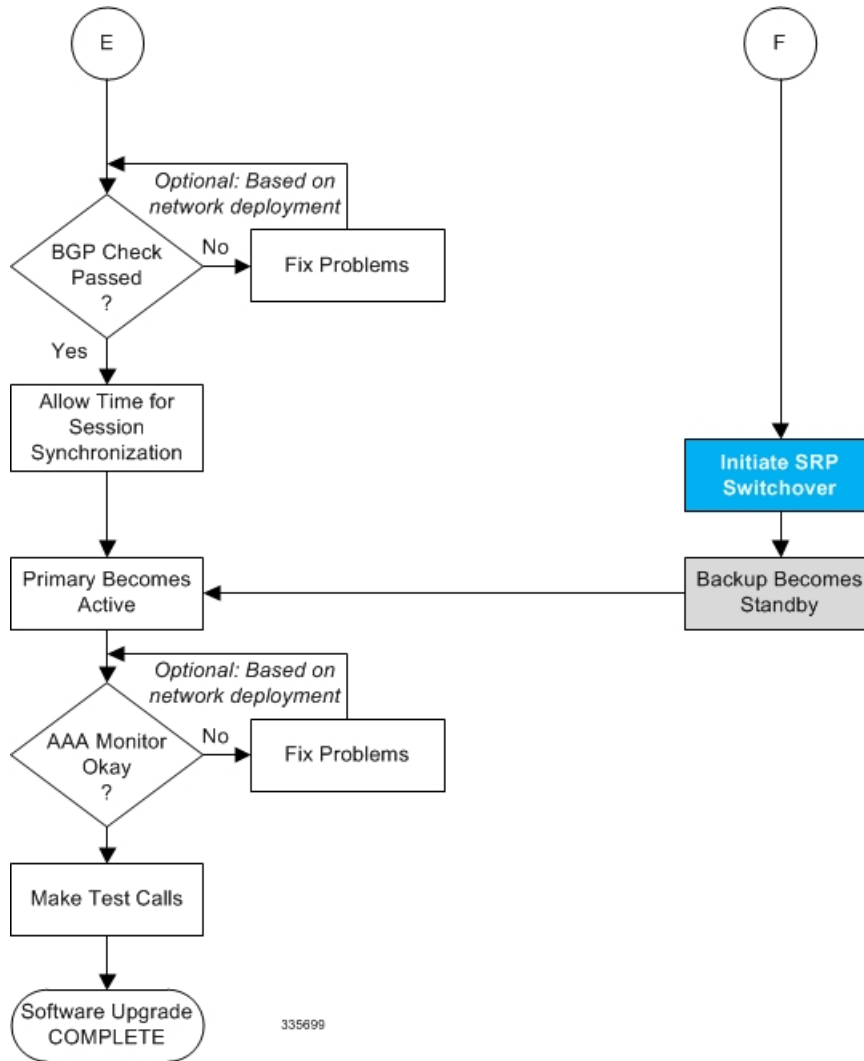 E
F
Optional: Based on
network deployment
BGP Check
Passed
?
No
Fix Problems
Yes
Allow Time for
Session
Synchronization
Initiate SRP
Switchover
Primary Becomes
Active
Backup Becomes
Standby
Optional: Based on
network deployment
AAA Monitor
Okay
?
No
Fix Problems
Make Test Calls
Software Upgrade
COMPLETE
335699